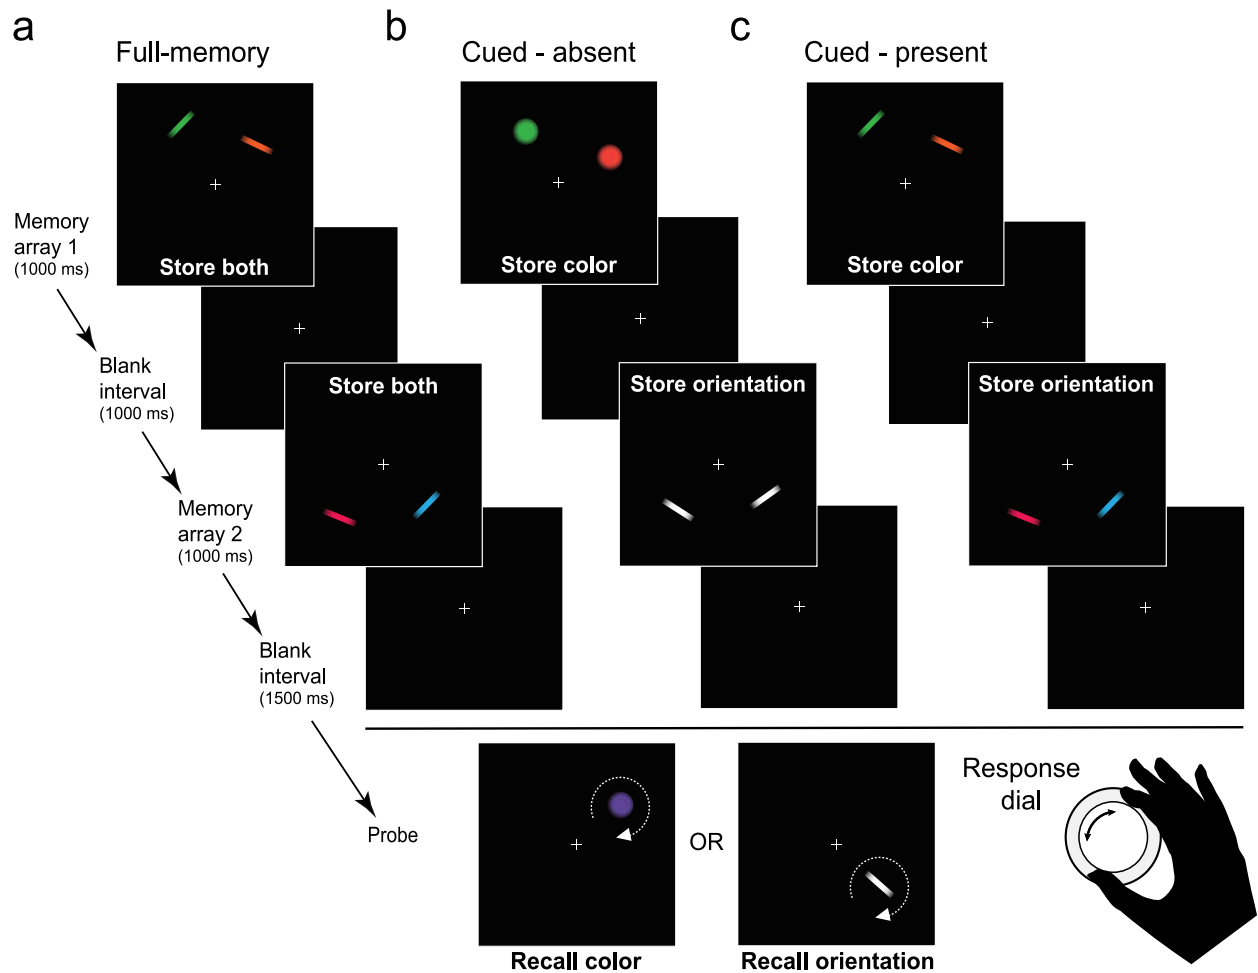 a
Full-memory
b
Cued - absent
c
Cued - present
Memory
array 1
(1000 ms)
Store both
Store color
Store color
Blank
interval
(1000 ms)
Store both
Store orientation
Store orientation
Memory
array 2
(1000 ms)
Blank
interval
(1500 ms)
Probe
OR
Response
dial
Recall color
Recall orientation